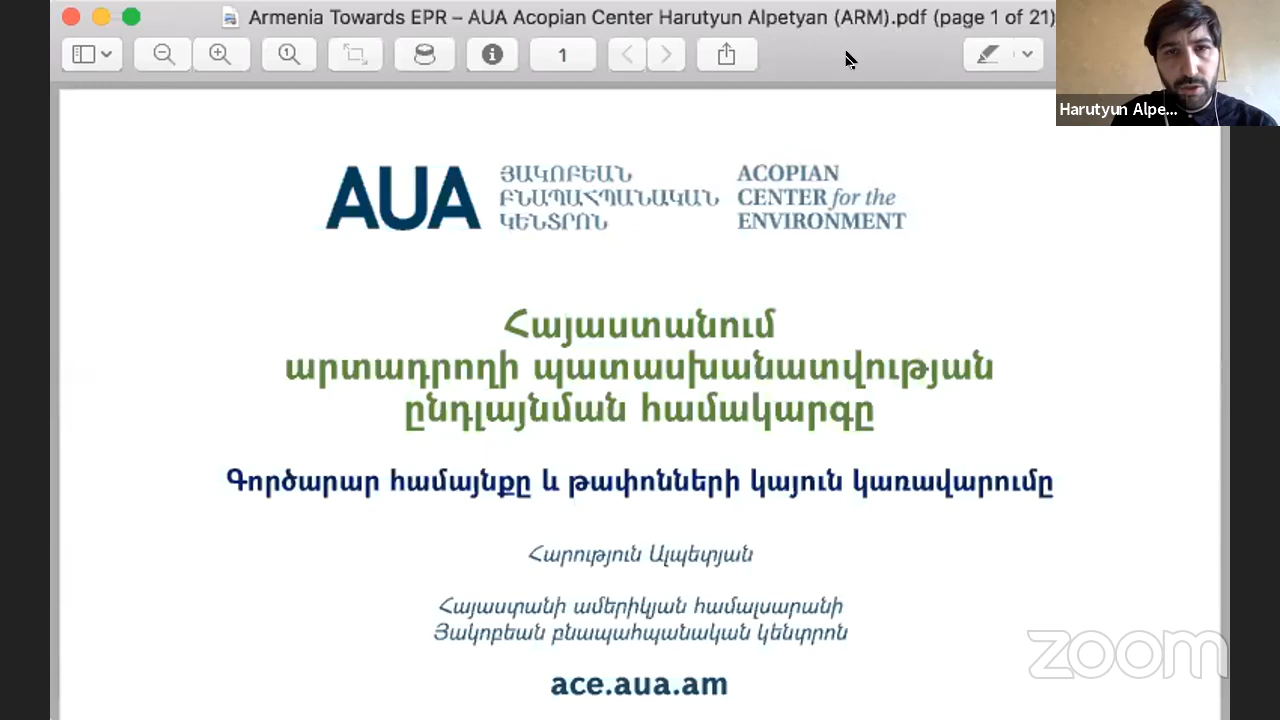 Armenia Towards EPR – AUA Acopian Center Harutyun Alpetyan (ARM).pdf (page 1 of 21)
1
Harutyun Alpe...
AUA
ՅԱԿՈԲԵԱՆ
ԲՆԱՊԱՀՊԱՆԱԿԱՆ
ԿԵՆՏՐՈՆ
ACOPIAN
CENTER for the
ENVIRONMENT
Հայաստանում
արտադրողի պատասխանատվության
ընդլայնման համակարգը
Գործարար համայնքը և թափոնների կայուն կառավարումը
Հարություն Ալպետյան
Հայաստանի ամերիկյան համալսարանի
Յակոբեան բնապահպանական կենտրոն
ace.aua.am
zoom